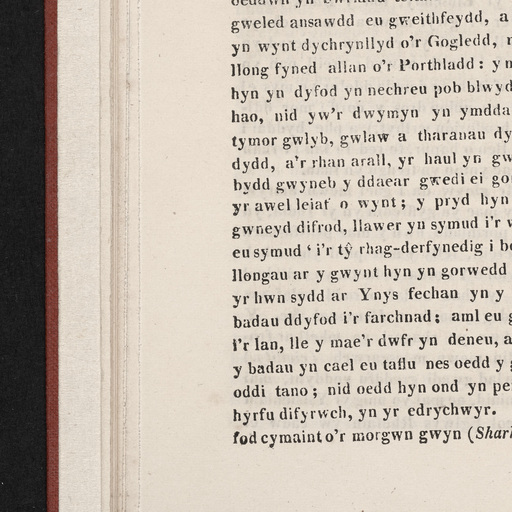 gweled ansawdd eu gweithfeydd, a
yn wynt dychrynllyd o'r Gogledd,
llong fyned allan o'r Porthladd: yn
hyn yn dyfod yn nechreu pob blwyd
hao, nid yw'r dwymyn yn ymdda
tymor gwlyb, gwlaw a tharanau dy
dydd, a'r rhan arall, yr haul yn gw
bydd gwyneb y ddaear gwedi ei go
yr awel leiaf o wynt; y pryd hyn
gwneyd difrod, llawer yn symud i'r
eu symud ‘ i'r tŷ rhag-derfynedig i b
llongau ar y gwynt hyn yn gorwedd
yr hwn sydd ar Ynys fechan yn y
badau ddyfod i'r farchnad; aml eu
i'r lan, lle y mae'r dwfr yn deneu, a
y badau yn cael eu taflu nes oedd y
oddi tano; nid oedd hyn ond yn pe
hyrfu difyrwch, yn yr edrychwyr.
fod cymaint o'r morgwn gwyn (Shar